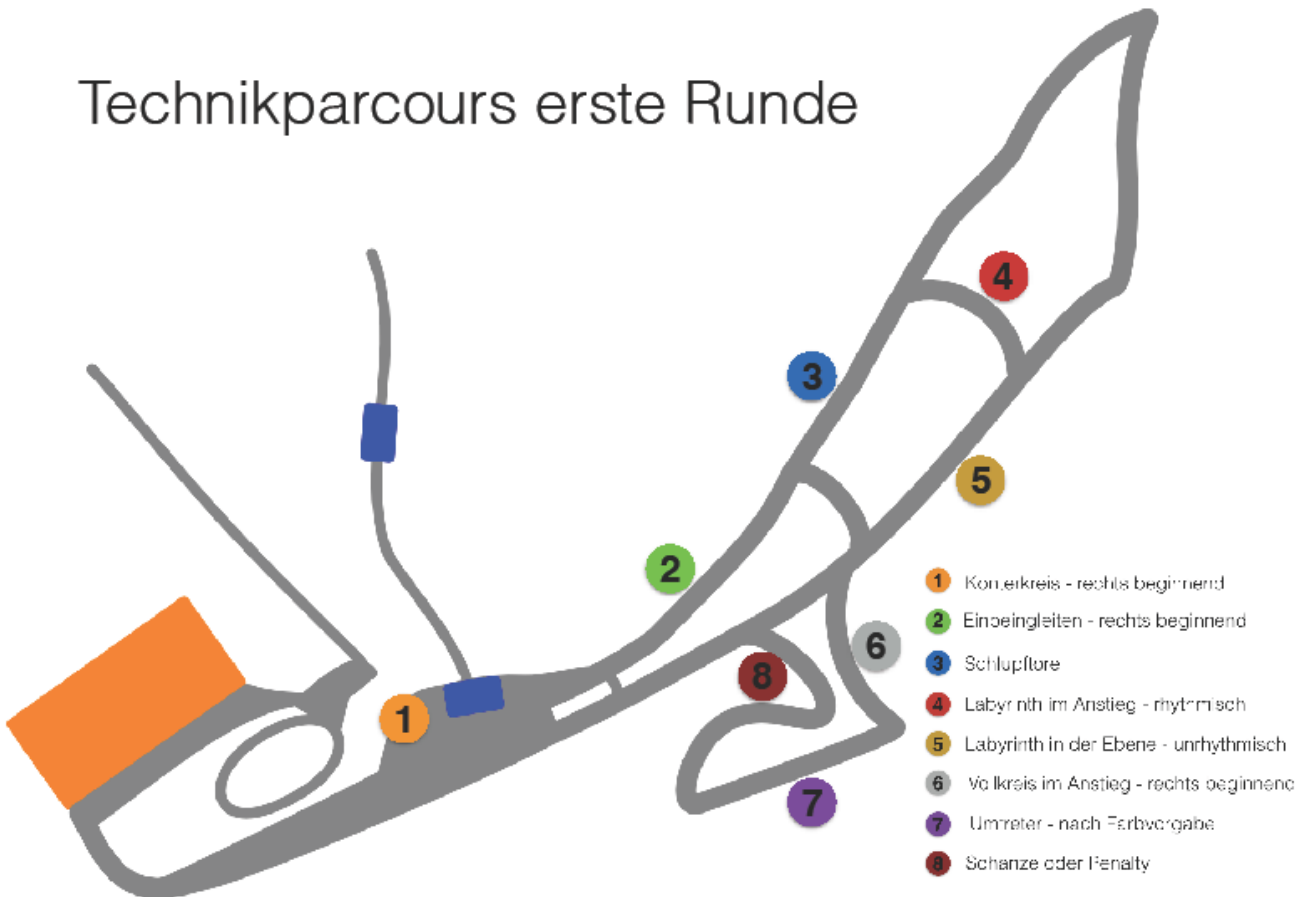 Technikparcours erste Runde
4
3
5
2
6
8
1
7
1 Konterkreis - rechts beginnend
2 Einbeingleiten - rechts beginnend
3 Schlupftore
4 Labyrinth im Anstieg - rhythmisch
5 Labyrinth in der Ebene - unrhythmisch
6 Vollkreis im Anstieg - rechts beginnend
7 Umtreter - nach Farbvorgabe
8 Schanze oder Penalty